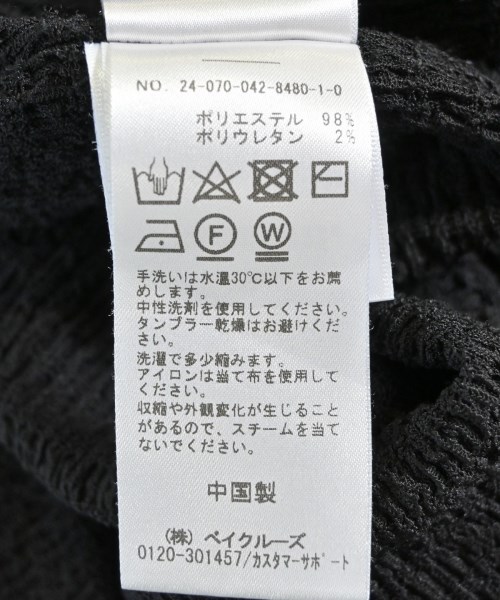 NO. 24-070-042-8480-1-0
ポリエステル 98%
ポリウレタン 2%
F W
手洗いは水温30℃以下をお薦
めします。
中性洗剤を使用してください。
タンブラー乾燥はお避けくだ
さい。
洗濯で多少縮みます。
アイロンは当て布を使用して
ください。
収縮や外観変化が生じること
があるので、スチームを当て
ないでください。
中国製
(株) ベイクルーズ
0120-301457/カスタマーサポート